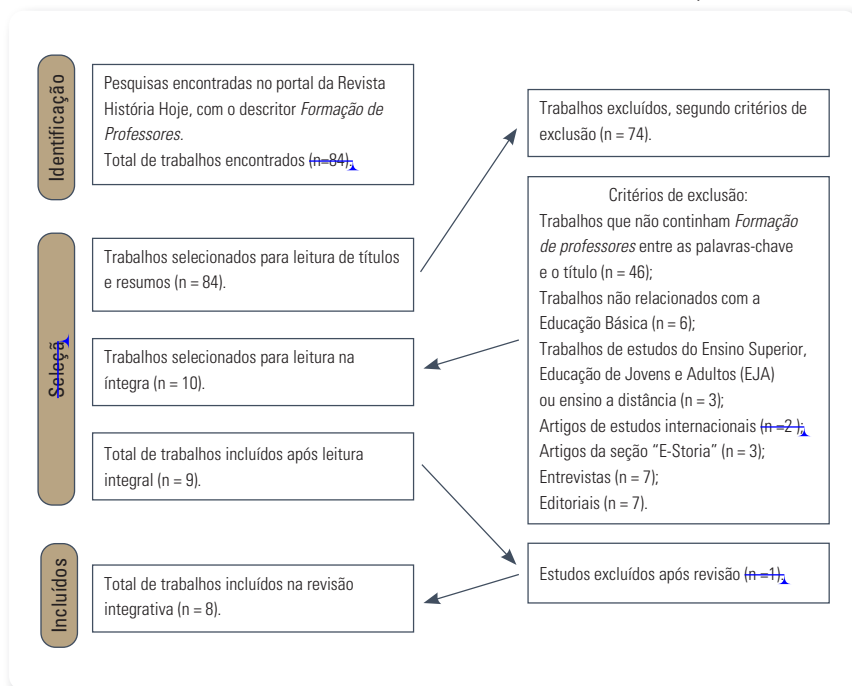 Identificação
Pesquisas encontradas no portal da Revista
História Hoje, com o descritor Formação de
Professores.
Total de trabalhos encontrados (n=84).
Trabalhos excluídos, segundo critérios de
exclusão (n = 74).
Seleçã
Trabalhos selecionados para leitura de títulos
e resumos (n = 84).
Critérios de exclusão:
Trabalhos que não continham Formação
de professores entre as palavras-chave
e o título (n = 46);
Trabalhos não relacionados com a
Educação Básica (n = 6);
Trabalhos de estudos do Ensino Superior,
Educação de Jovens e Adultos (EJA)
ou ensino a distância (n = 3);
Artigos de estudos internacionais (n =2 );
Artigos da seção “E-Storia” (n = 3);
Entrevistas (n = 7);
Editoriais (n = 7).
Trabalhos selecionados para leitura na
íntegra (n = 10).
Total de trabalhos incluídos após leitura
integral (n = 9).
Estudos excluídos após revisão (n =1).
Incluídos
Total de trabalhos incluídos na revisão
integrativa (n = 8).